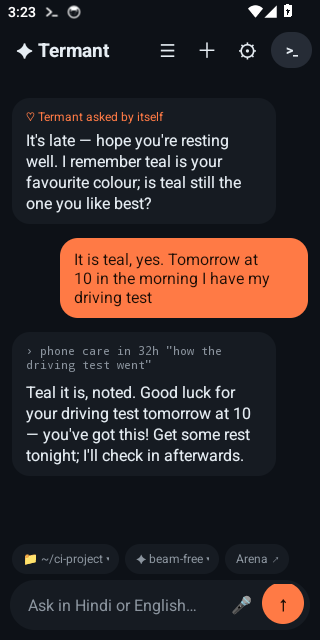 3:23
Termant
>_
♡ Termant asked by itself
It's late — hope you're resting
well. I remember teal is your
favourite colour; is teal still the
one you like best?
It is teal, yes. Tomorrow at
10 in the morning I have my
driving test
› phone care in 32h "how the
driving test went"
Teal it is, noted. Good luck for
your driving test tomorrow at 10
— you've got this! Get some rest
tonight; I'll check in afterwards.
~/ci-project
beam-free
Arena ↗
Ask in Hindi or English…